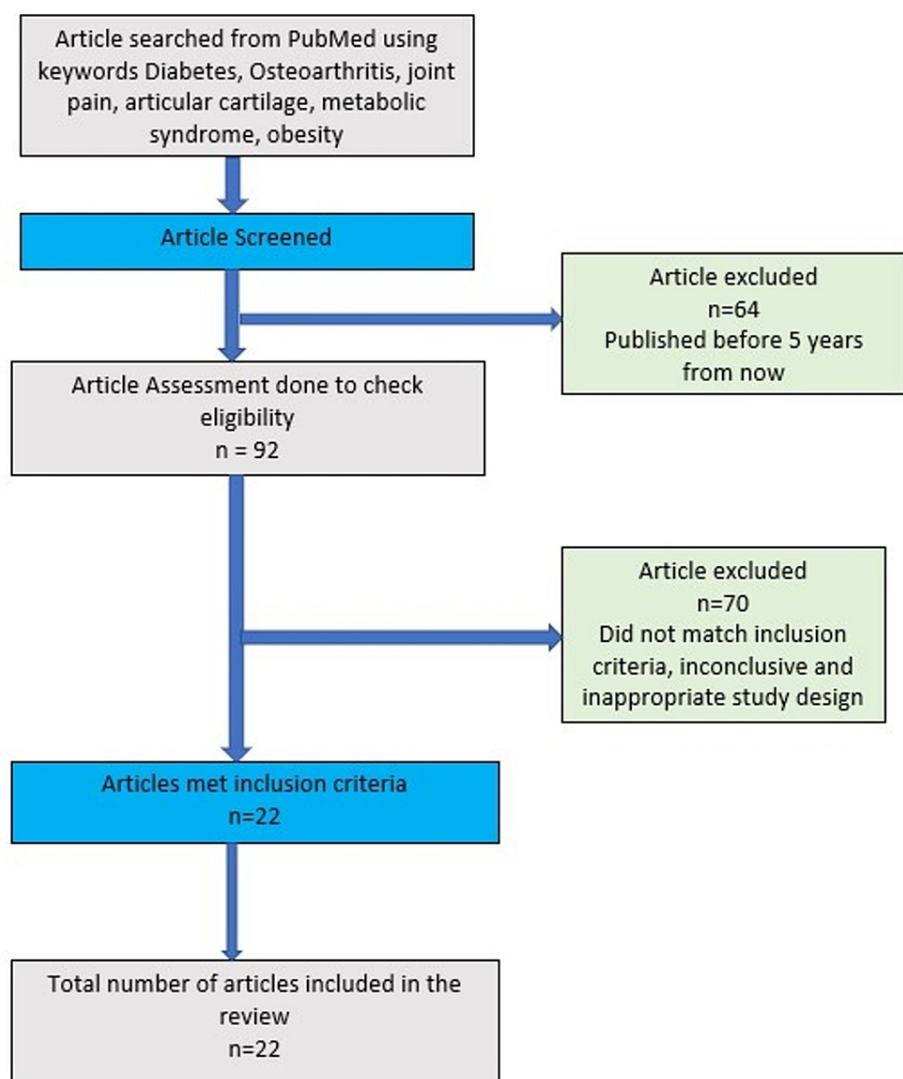 Article searched from PubMed using
keywords Diabetes, Osteoarthritis, joint
pain, articular cartilage, metabolic
syndrome, obesity
Article Screened
Article excluded
n=64
Published before 5 years
from now
Article Assessment done to check
eligibility
n = 92
Article excluded
n=70
Did not match inclusion
criteria, inconclusive and
inappropriate study design
Articles met inclusion criteria
n=22
Total number of articles included in the
review
n=22